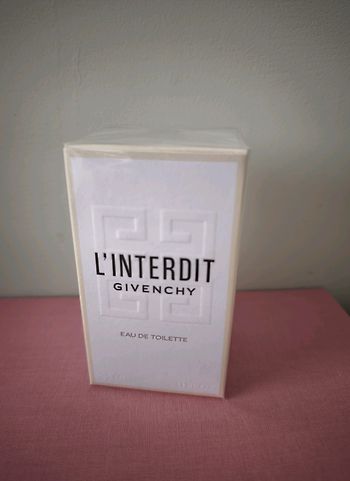 L'INTERDIT
GIVENCHY
EAU DE TOILETTE